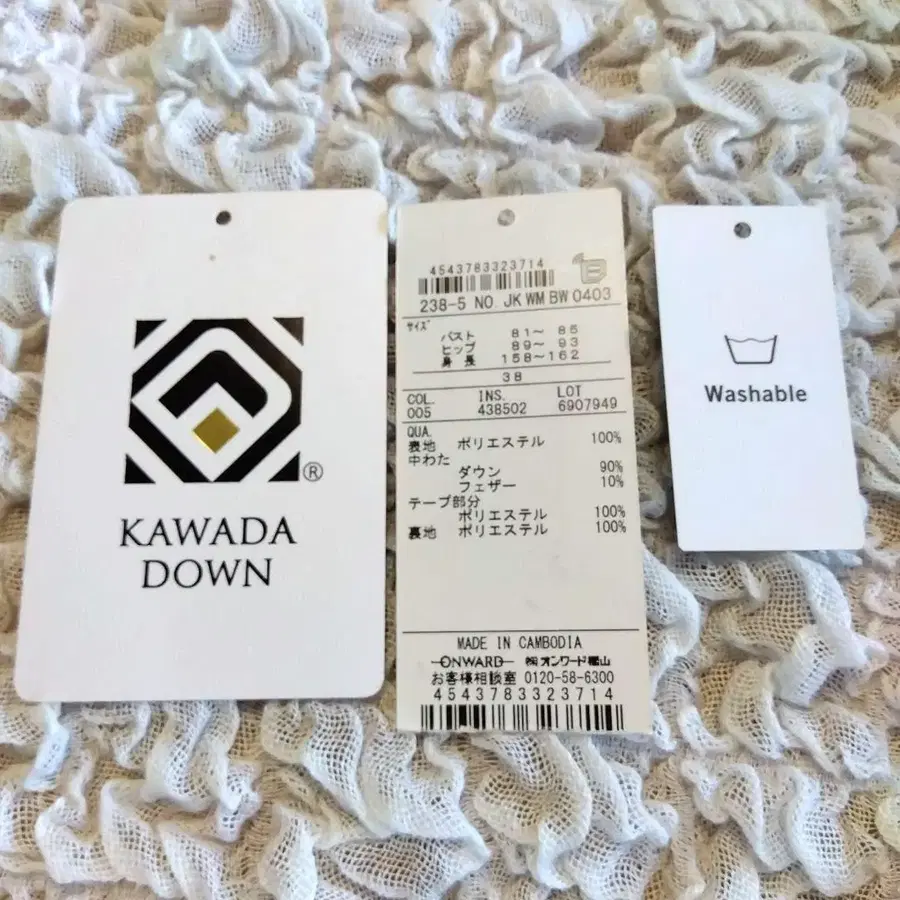 KAWADA
DOWN
®
4543783323714
238-5 NO. JK WM BW 0403
サイズ
バスト 81~ 85
ヒップ 89~ 93
身長 158~162
38
COL. INS. LOT
005 438502 6907949
QUA.
表地 ポリエステル 100%
中わた
ダウン 90%
フェザー 10%
テープ部分
ポリエステル 100%
裏地 ポリエステル 100%
MADE IN CAMBODIA
ONWARD ㈱オンワード樫山
お客様相談室 0120-58-6300
4543783323714
Washable